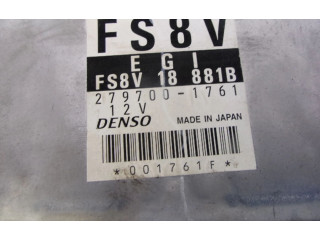 FS8V
EGI
FS8V 18 881B
279700-1761
12V
DENSO MADE IN JAPAN
*001761F*